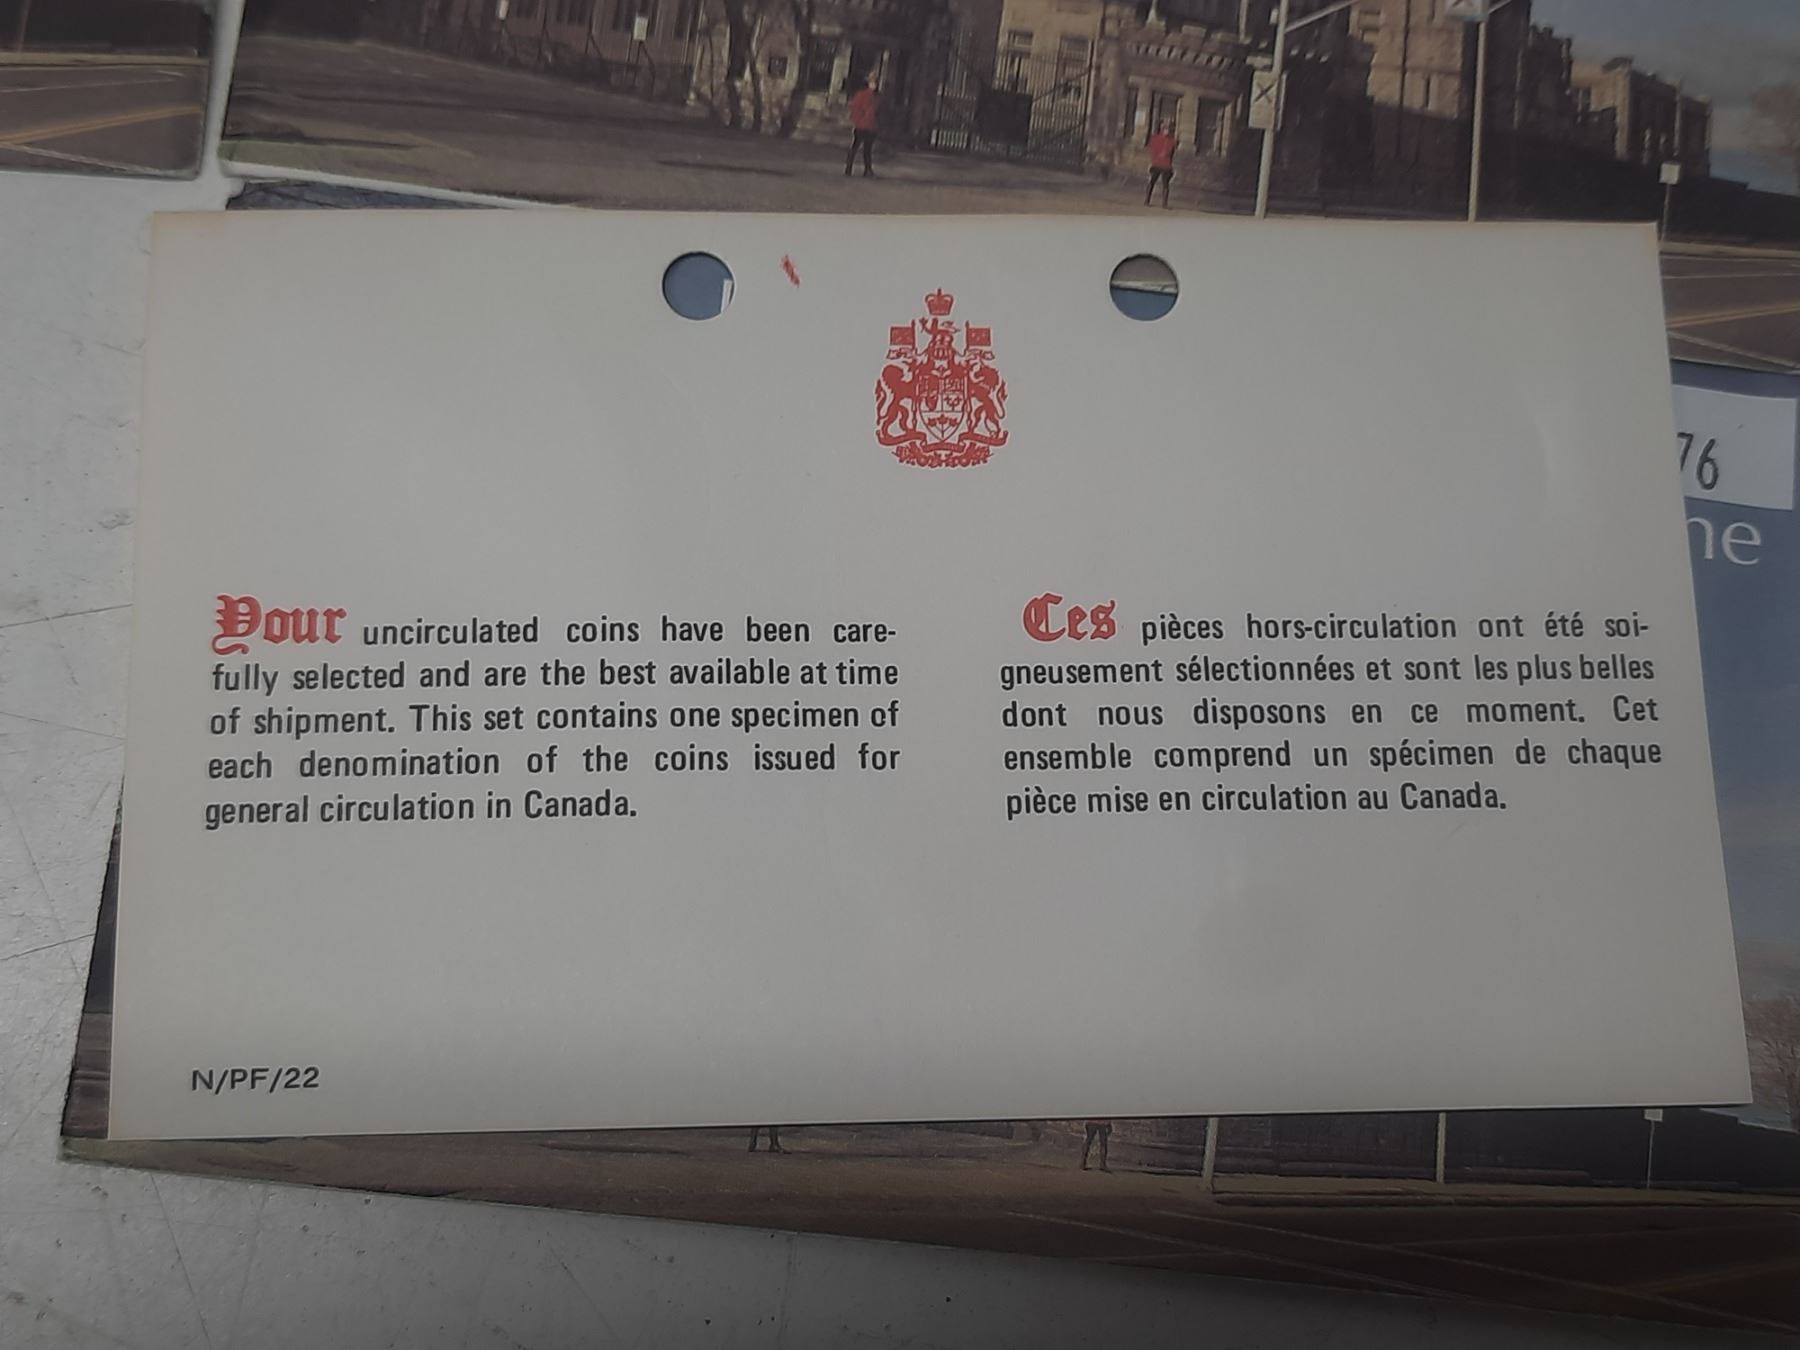 Your uncirculated coins have been care-
fully selected and are the best available at time
of shipment. This set contains one specimen of
each denomination of the coins issued for
general circulation in Canada.
Ces pièces hors-circulation ont été soi-
gneusement sélectionnées et sont les plus belles
dont nous disposons en ce moment. Cet
ensemble comprend un spécimen de chaque
pièce mise en circulation au Canada.
N/PF/22
76
ne